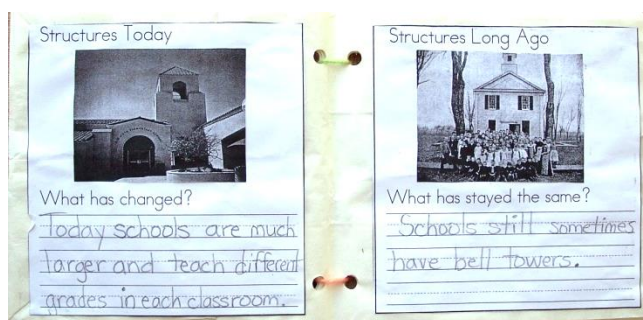 Structures Today
What has changed?
Today schools are much
larger and teach different
grades in each classroom.
Structures Long Ago
What has stayed the same?
Schools still sometimes
have bell towers.